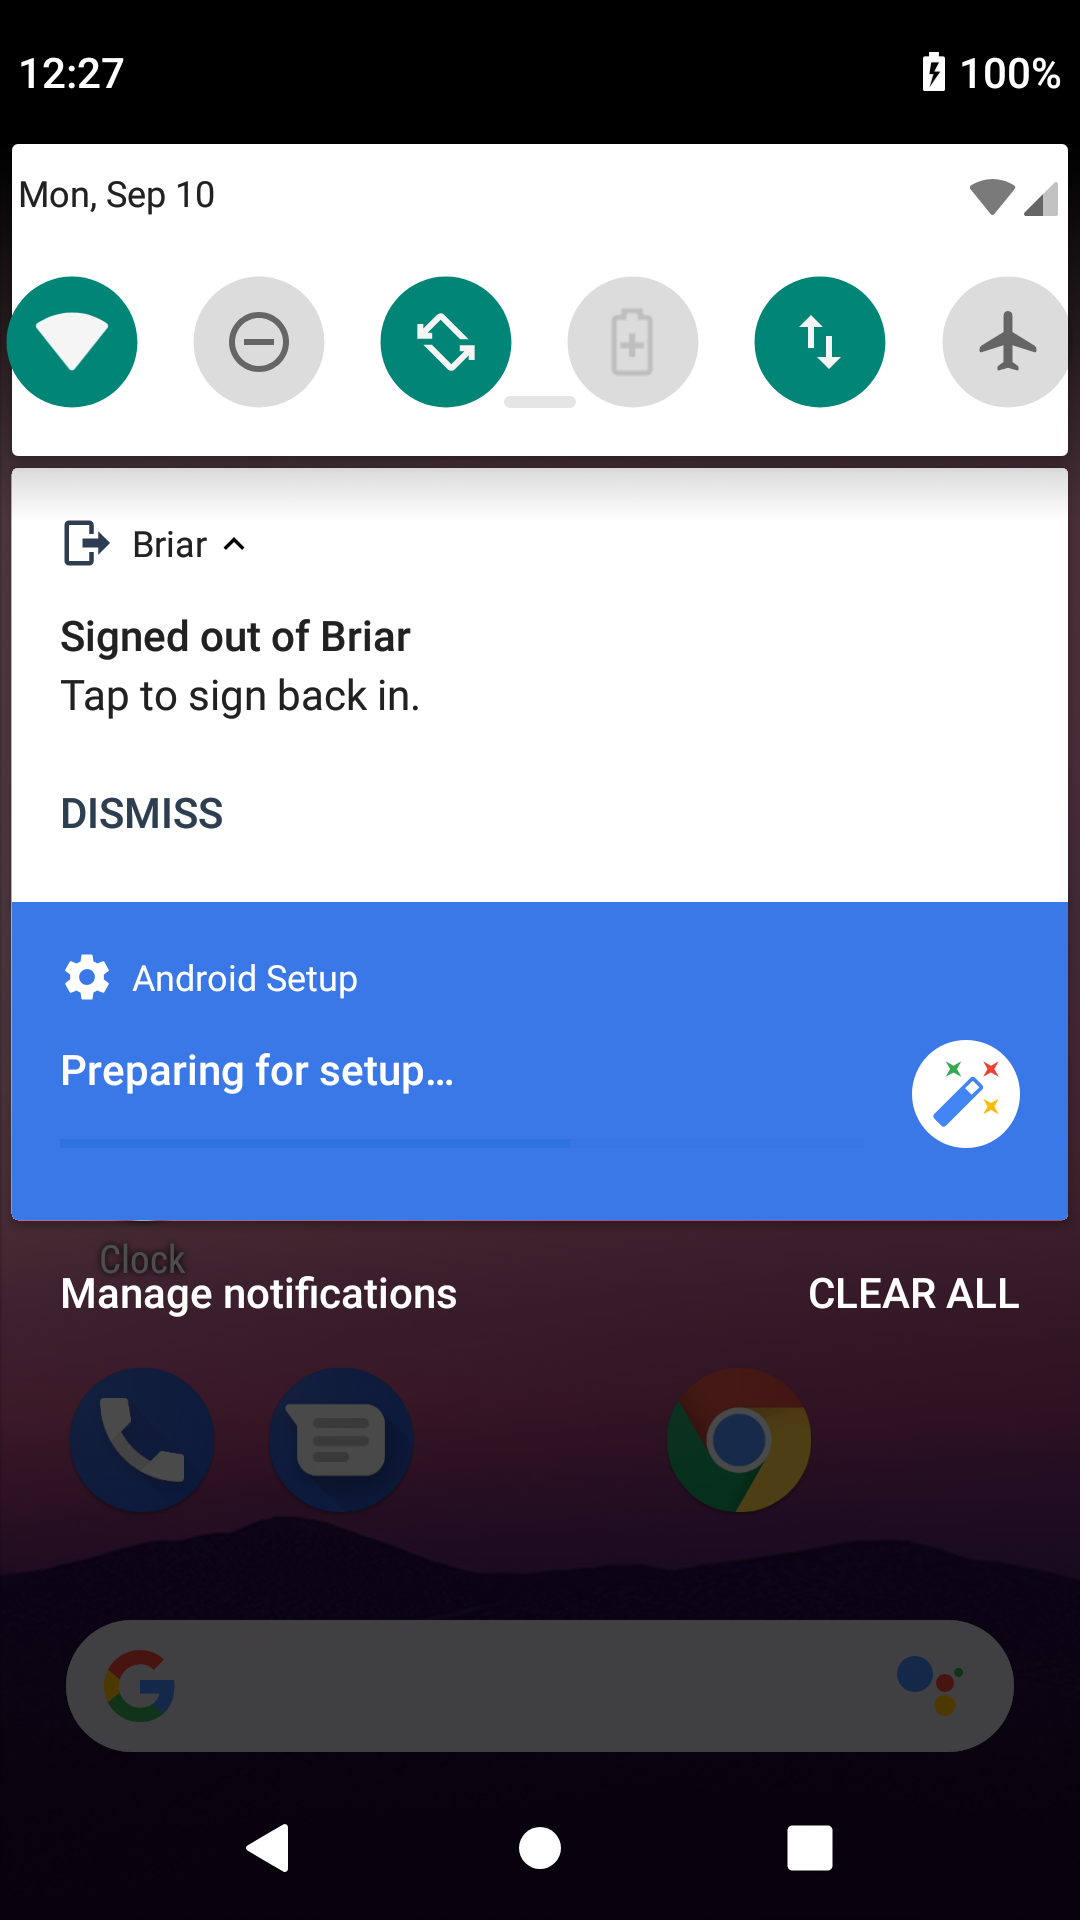 12:27
100%
Mon, Sep 10
Briar
Signed out of Briar
Tap to sign back in.
DISMISS
Android Setup
Preparing for setup…
Clock
Manage notifications
CLEAR ALL